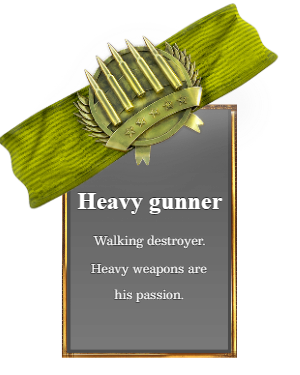 Heavy gunner
Walking destroyer.
Heavy weapons are
his passion.